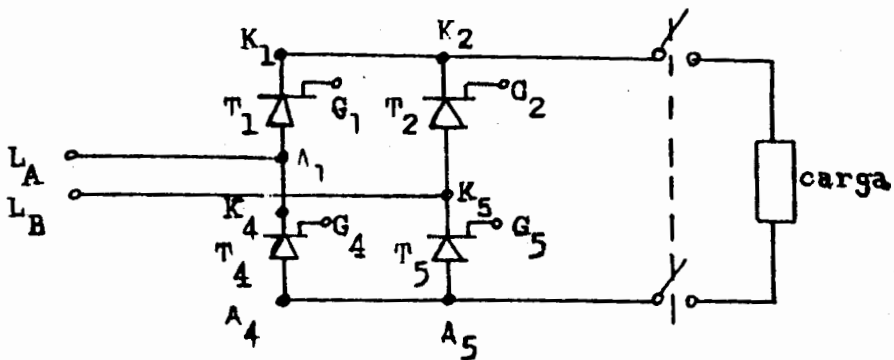 K1 K2
T1 G1 T2 G2
LA A1
LB K4 K5
T4 G4 T5 G5
carga
A4 A5